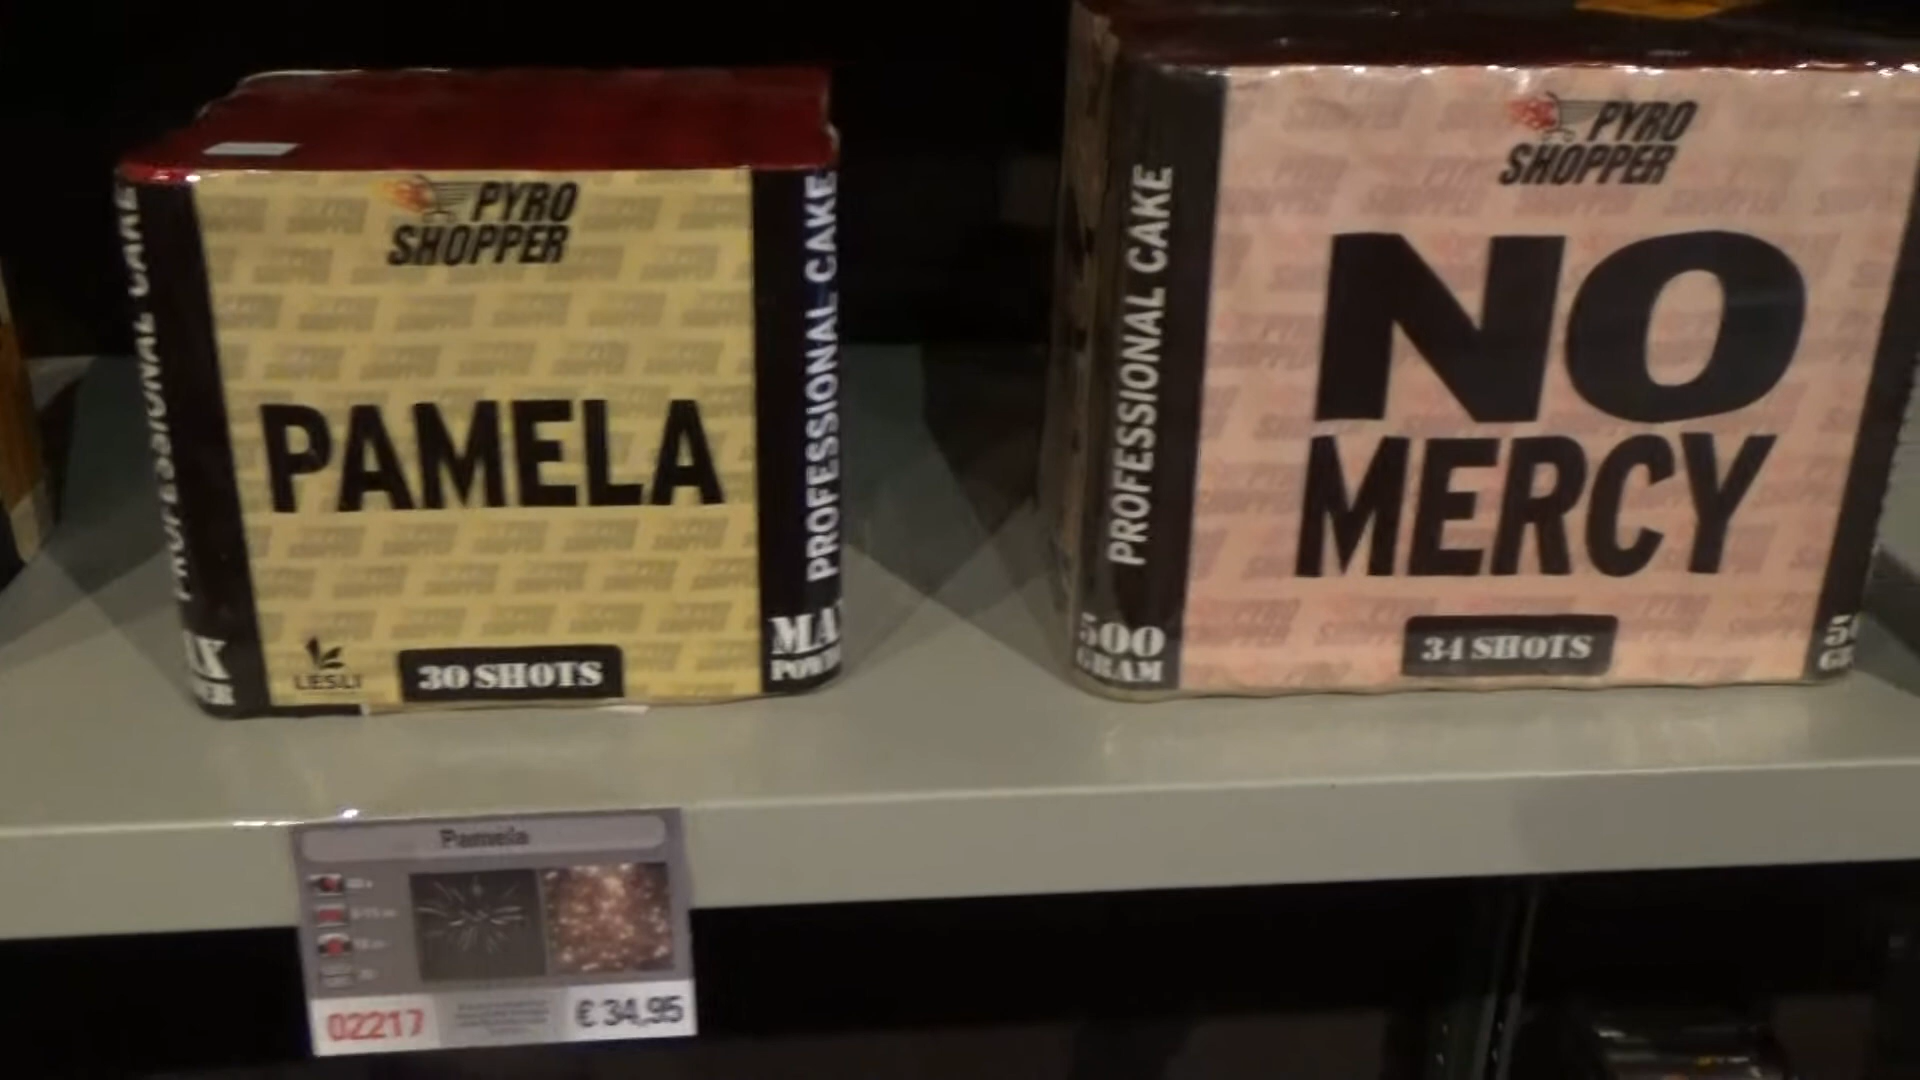 PYRO
SHOPPER
PAMELA
30 SHOTS
LESLI
PROFESSIONAL CAKE
PROFESSIONAL CAKE
PYRO
SHOPPER
NO
MERCY
34 SHOTS
PROFESSIONAL CAKE
500
GRAM
Pamela
02217
€ 34,95